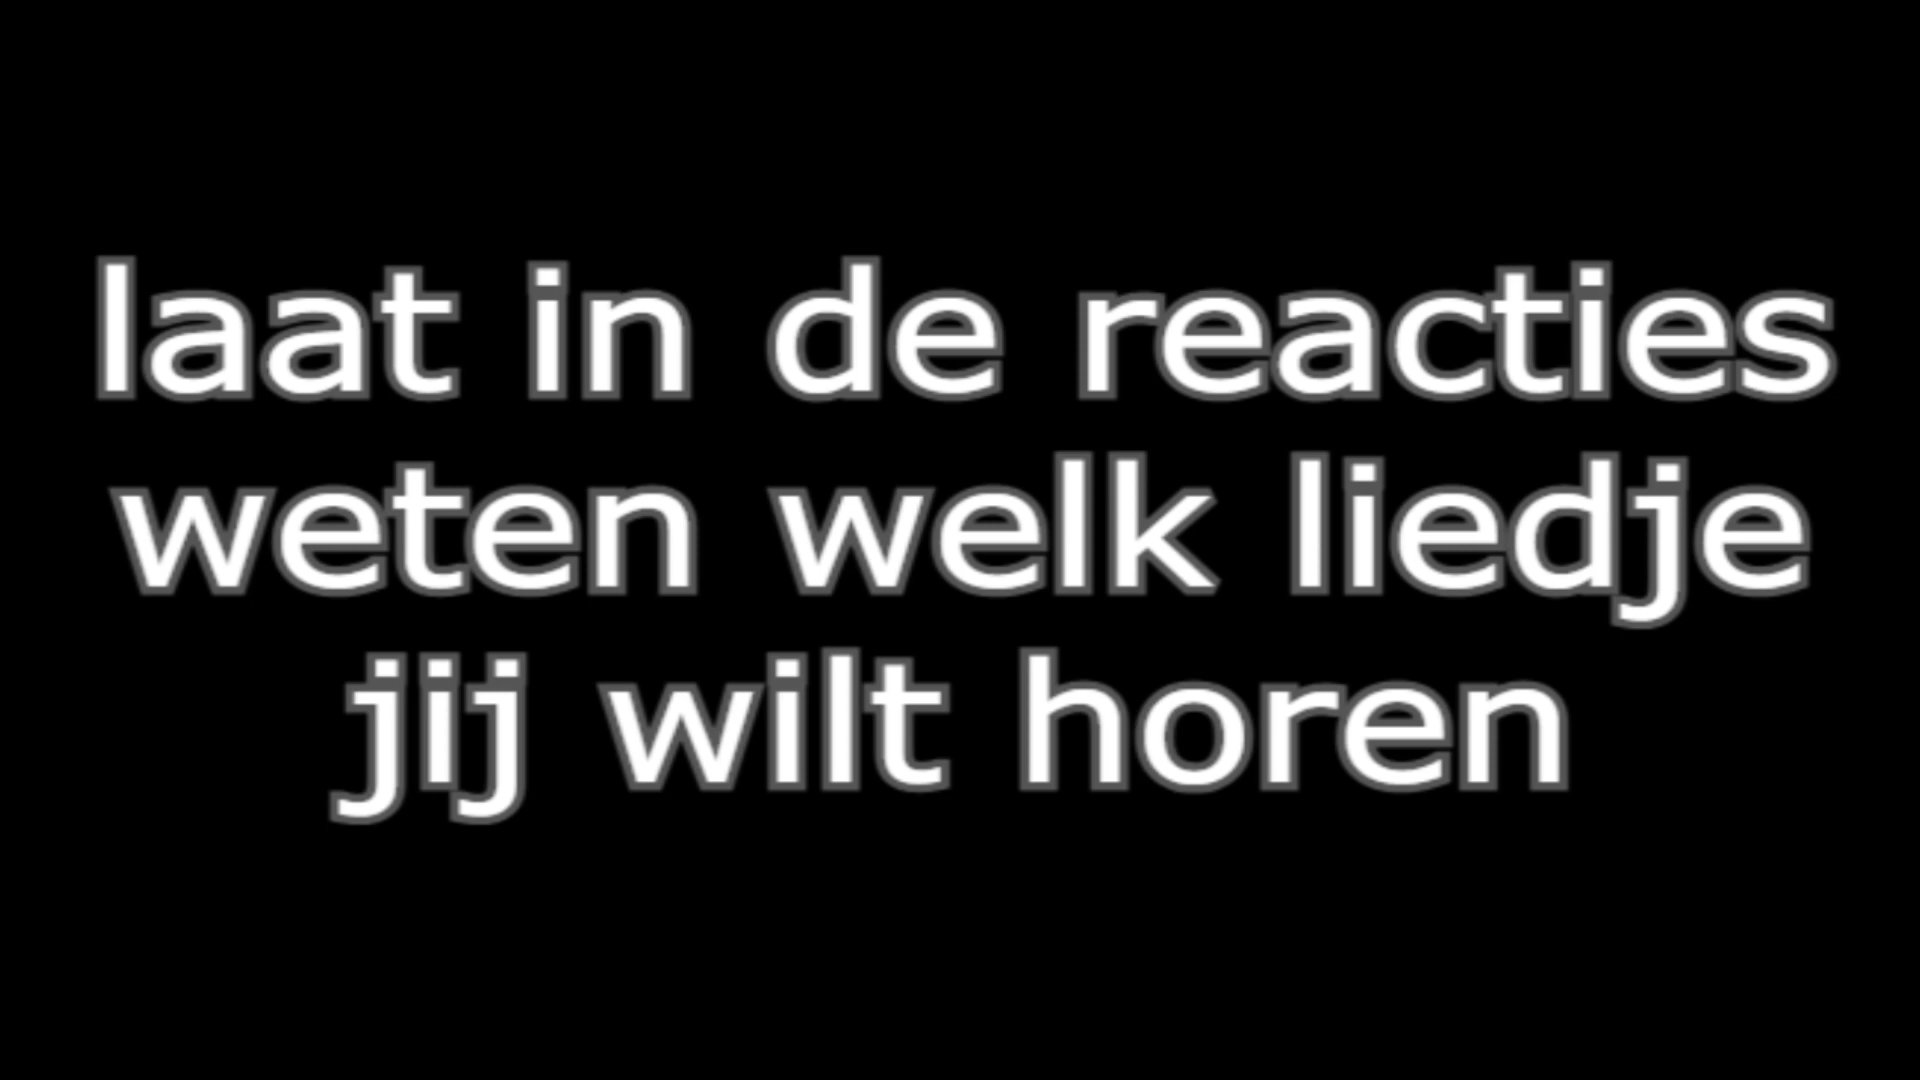 laat in de reacties
weten welk liedje
jij wilt horen